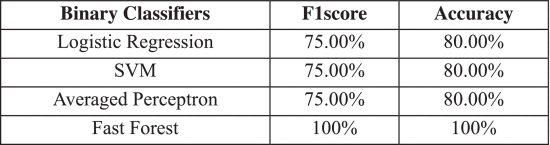 Binary Classifiers F1score Accuracy
Logistic Regression 75.00% 80.00%
SVM 75.00% 80.00%
Averaged Perceptron 75.00% 80.00%
Fast Forest 100% 100%